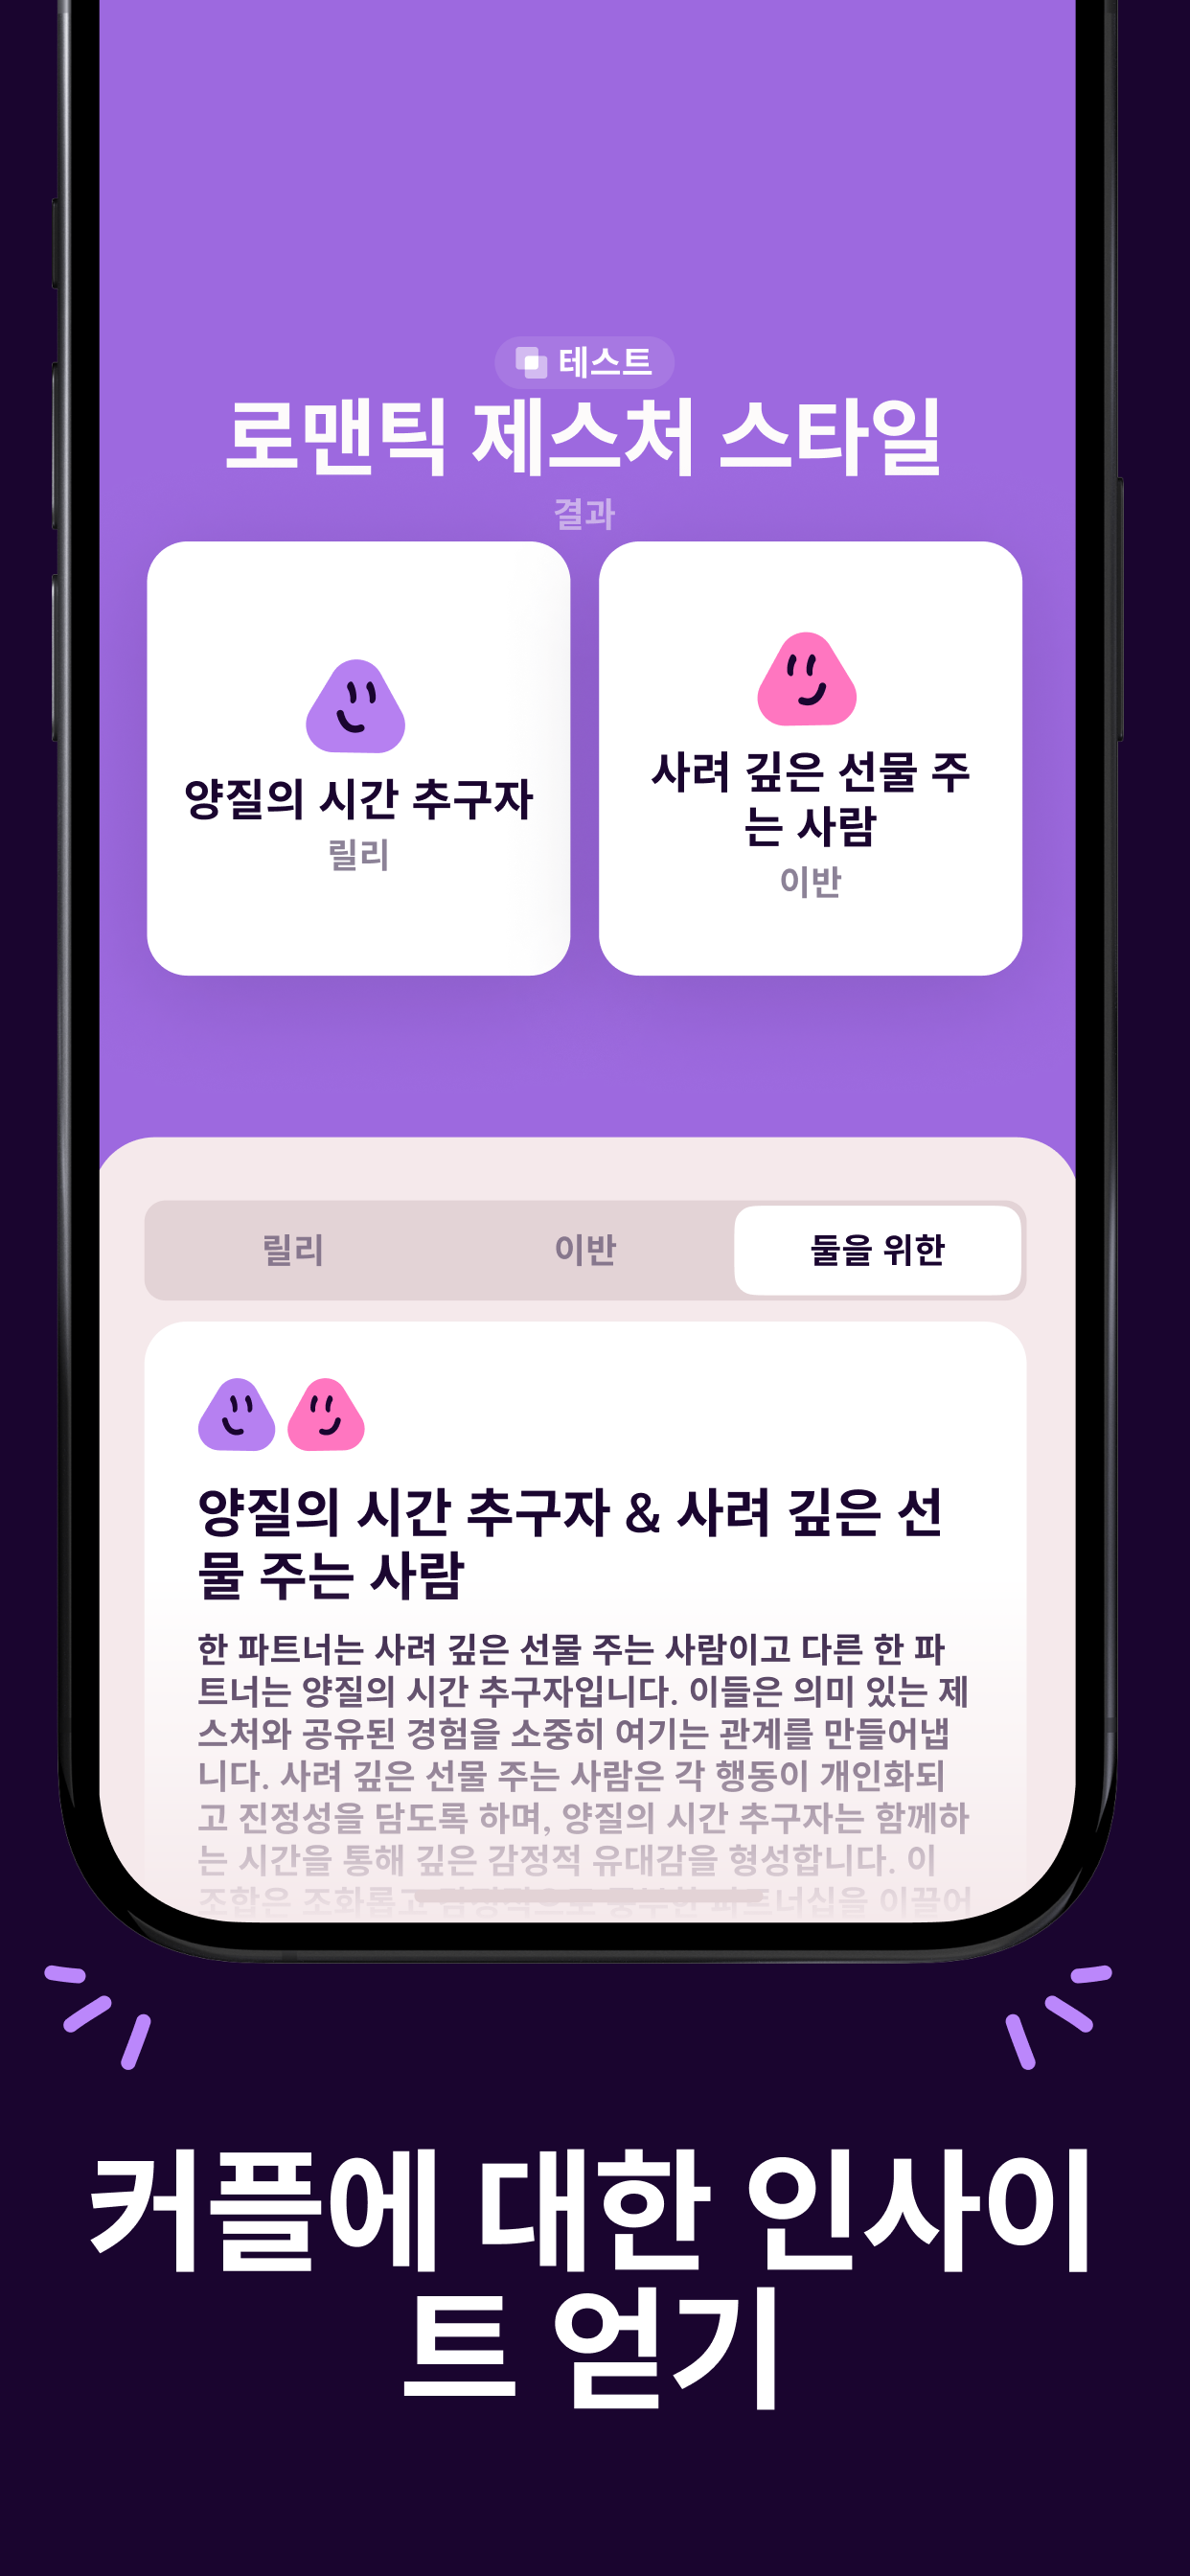 테스트
로맨틱 제스처 스타일
결과
양질의 시간 추구자
릴리
사려 깊은 선물 주
는 사람
이반
릴리
이반
둘을 위한
양질의 시간 추구자 & 사려 깊은 선
물 주는 사람
한 파트너는 사려 깊은 선물 주는 사람이고 다른 한 파
트너는 양질의 시간 추구자입니다. 이들은 의미 있는 제
스처와 공유된 경험을 소중히 여기는 관계를 만들어냅
니다. 사려 깊은 선물 주는 사람은 각 행동이 개인화되
고 진정성을 담도록 하며, 양질의 시간 추구자는 함께하
는 시간을 통해 깊은 감정적 유대감을 형성합니다. 이
조합은 조화롭고 파트너십을 이끌어
커플에 대한 인사이
트 얻기